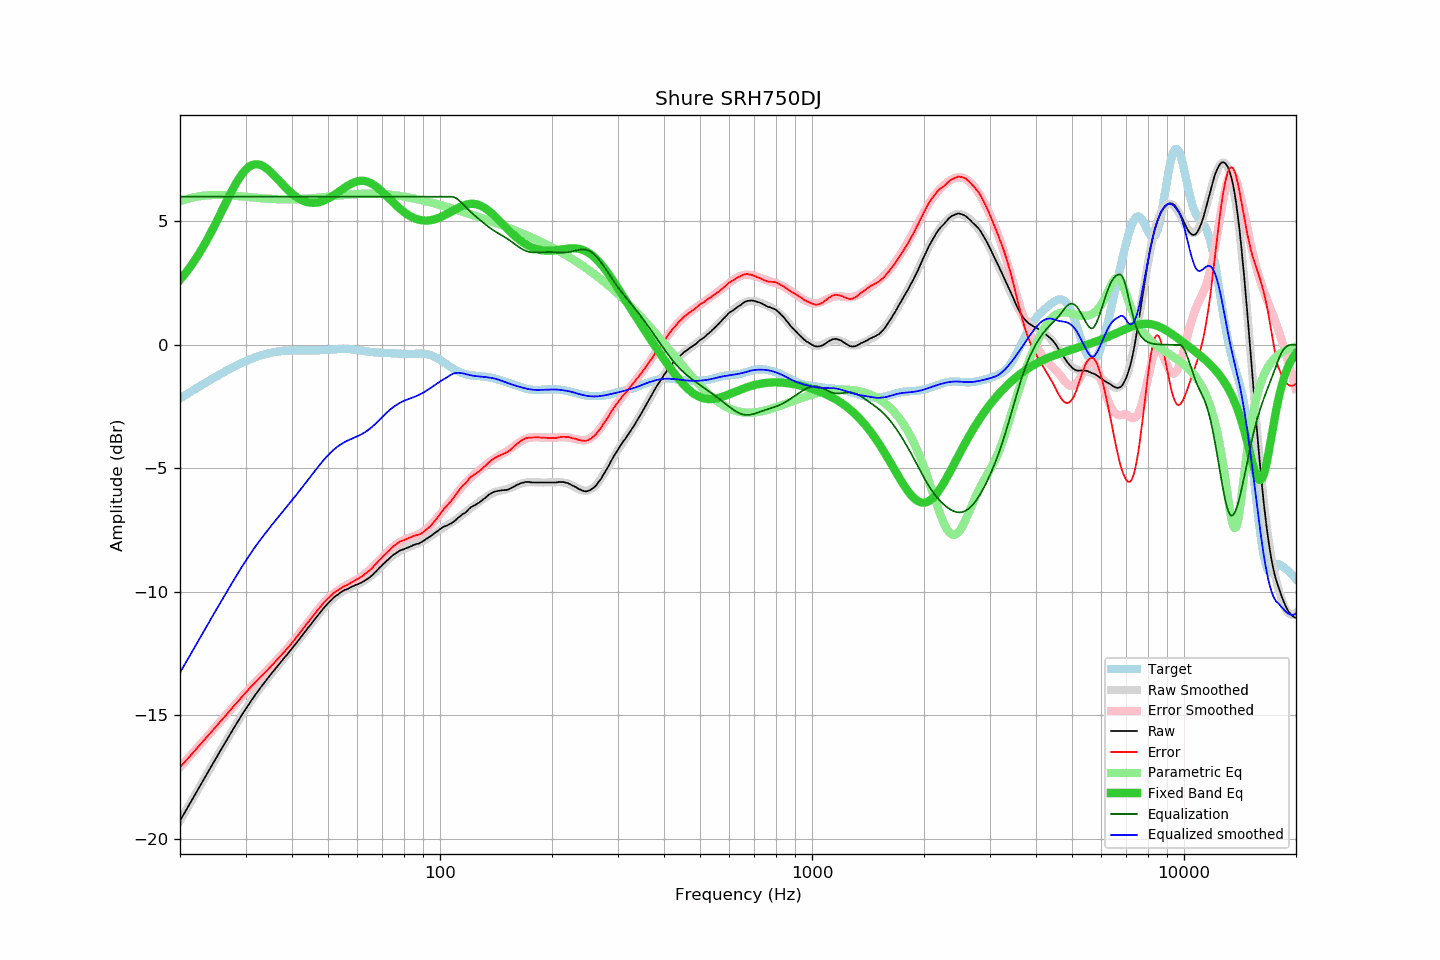 Shure SRH750DJ
Amplitude (dBr)
5
0
−5
−10
−15
−20
100
1000
10000
Frequency (Hz)
Target
Raw Smoothed
Error Smoothed
Raw
Error
Parametric Eq
Fixed Band Eq
Equalization
Equalized smoothed